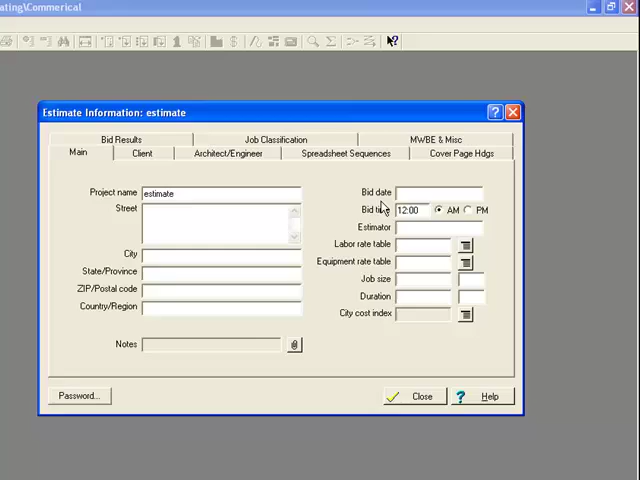 ating\Commerical
Estimate Information: estimate
Bid Results
Job Classification
MWBE & Misc
Main
Client
Architect/Engineer
Spreadsheet Sequences
Cover Page Hdgs
Project name
estimate
Street
City
State/Province
ZIP/Postal code
Country/Region
Notes
Bid date
Bid time 12:00 AM PM
Estimator
Labor rate table
Equipment rate table
Job size
Duration
City cost index
Password...
Close
Help